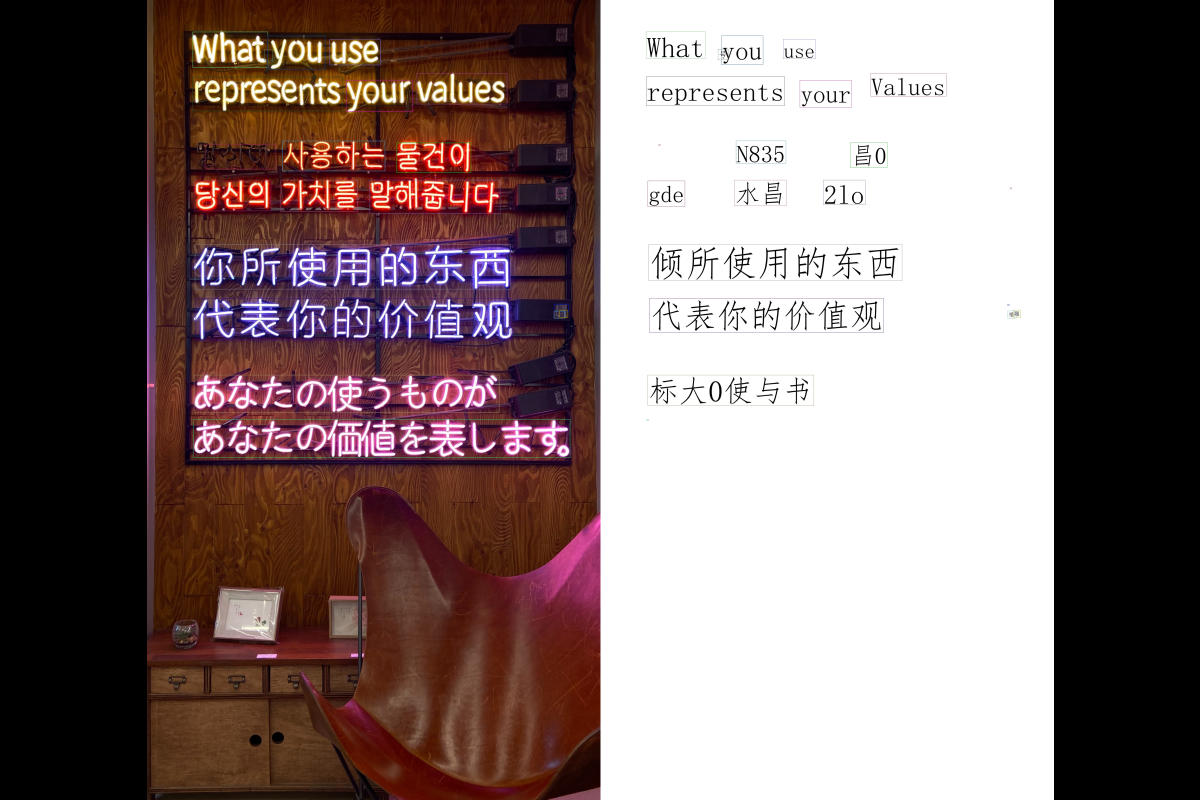 What you use
represents your values
사용하는 물건이
당신의 가치를 말해줍니다
你所使用的东西
代表你的价值观
あなたの使うものが
あなたの価値を表します。
What you use
represents your Values
N835 昌0
gde 水昌 21o
倾所使用的东西
代表你的价值观
标大0使与书